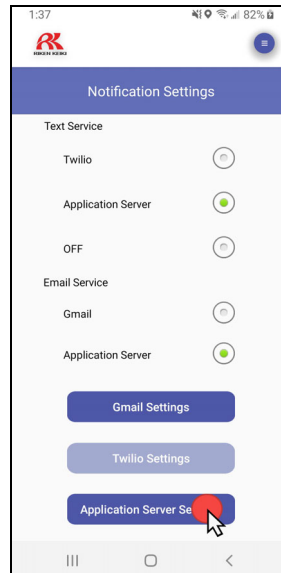 1:37
82%
RK
RIKEN KEIKI
Notification Settings
Text Service
Twilio
Application Server
OFF
Email Service
Gmail
Application Server
Gmail Settings
Twilio Settings
Application Server Se